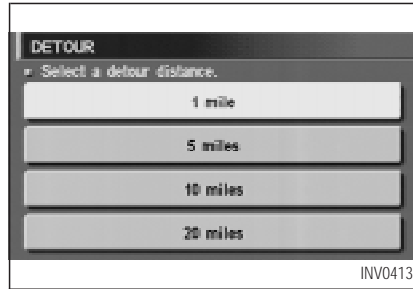 DETOUR
Select a detour distance.
1 mile
5 miles
10 miles
20 miles
INV0413